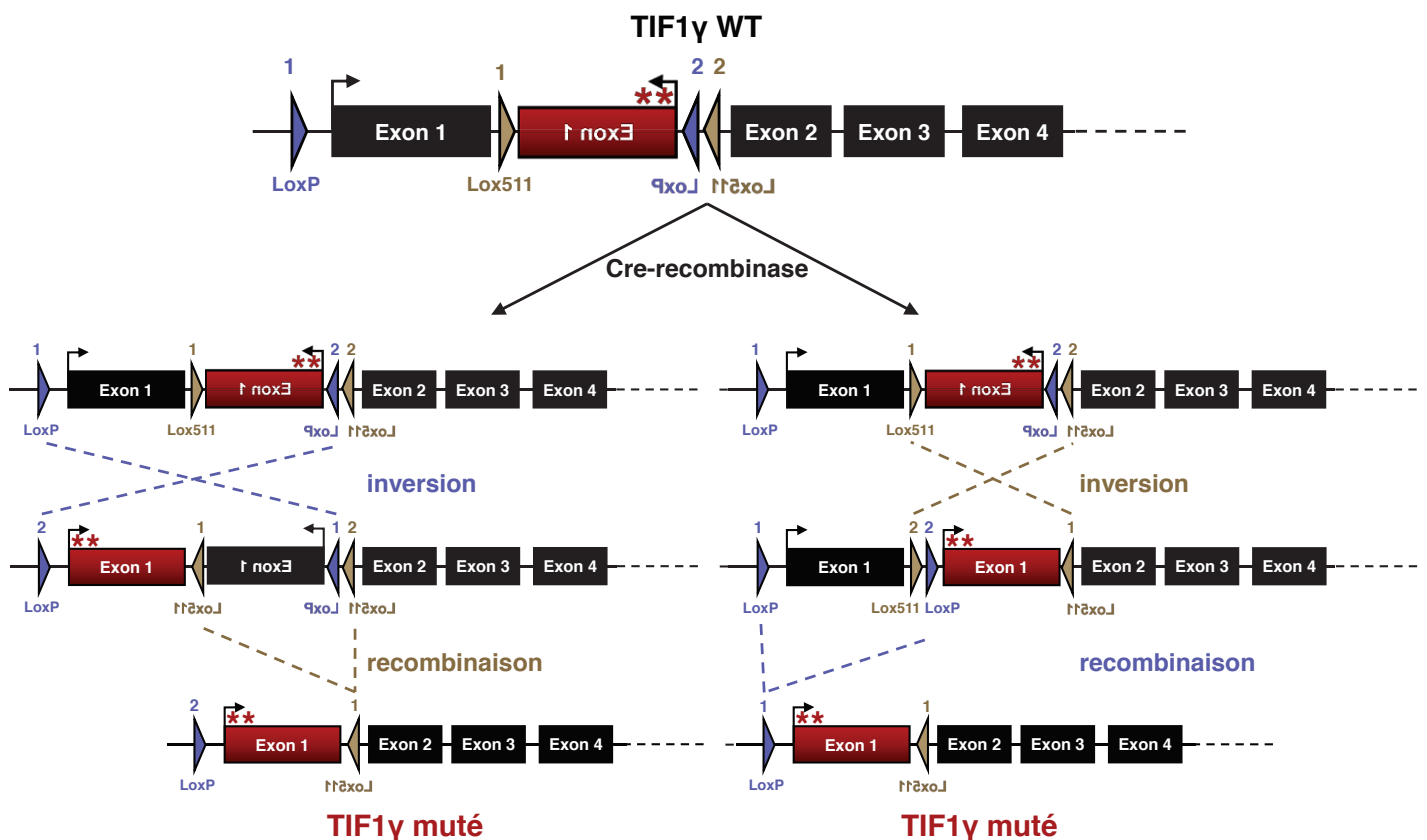 TIF1γ WT
1 1 2 2
**
Exon 1 Exon 1 Exon 2 Exon 3 Exon 4
LoxP Lox511 LoxP Lox511
Cre-recombinase
1 1 2 2 1 1 2 2
** **
Exon 1 Exon 1 Exon 2 Exon 3 Exon 4 Exon 1 Exon 1 Exon 2 Exon 3 Exon 4
LoxP Lox511 LoxP Lox511 LoxP Lox511 LoxP Lox511
inversion inversion
2 1 1 2 1 2 2 1
** **
Exon 1 Exon 1 Exon 2 Exon 3 Exon 4 Exon 1 Exon 1 Exon 2 Exon 3 Exon 4
LoxP Lox511 LoxP Lox511 LoxP Lox511 LoxP Lox511
recombinaison recombinaison
2 1 1 1
** **
Exon 1 Exon 2 Exon 3 Exon 4 Exon 1 Exon 2 Exon 3 Exon 4
LoxP Lox511 LoxP Lox511
TIF1γ muté TIF1γ muté